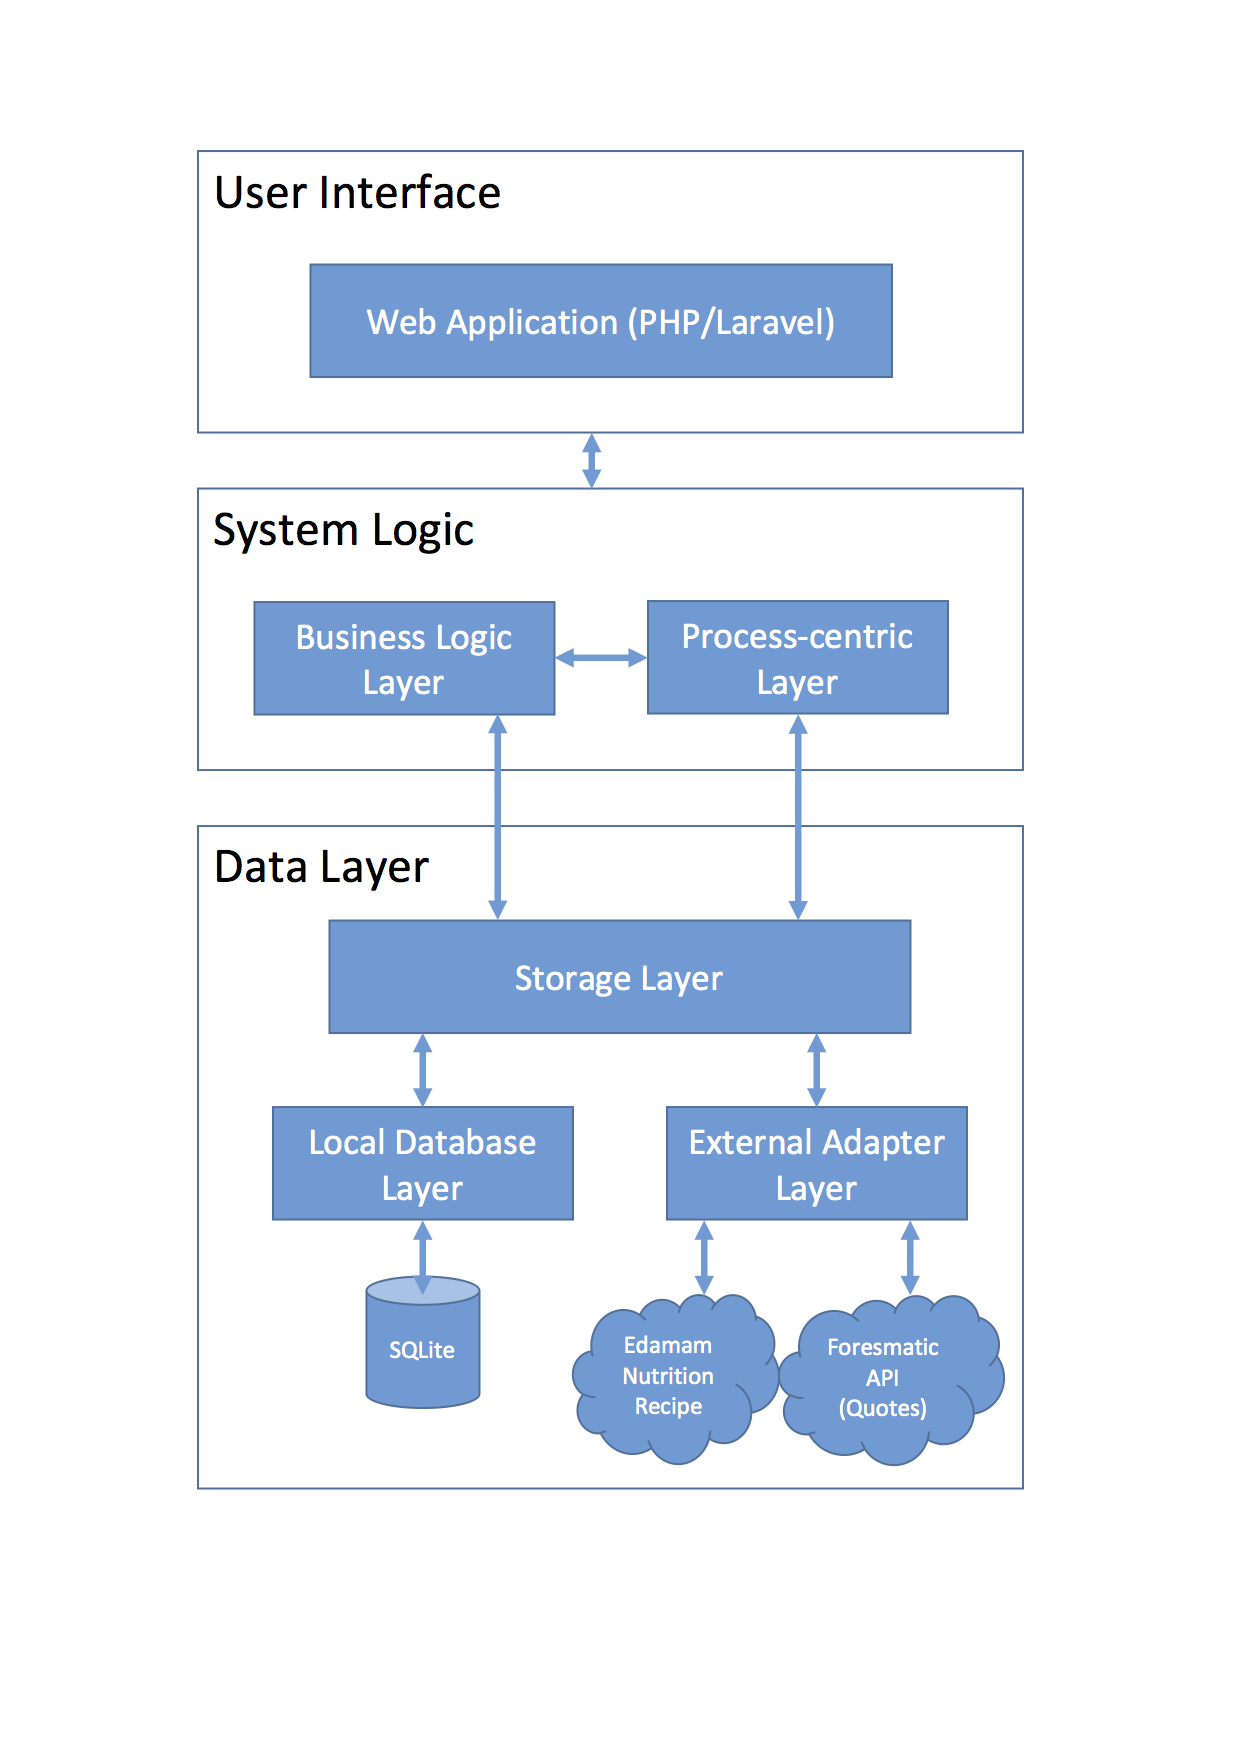 User Interface
Web Application (PHP/Laravel)
System Logic
Business Logic
Layer
Process-centric
Layer
Data Layer
Storage Layer
Local Database
Layer
External Adapter
Layer
SQLite
Edamam
Nutrition
Recipe
Foresmatic
API
(Quotes)